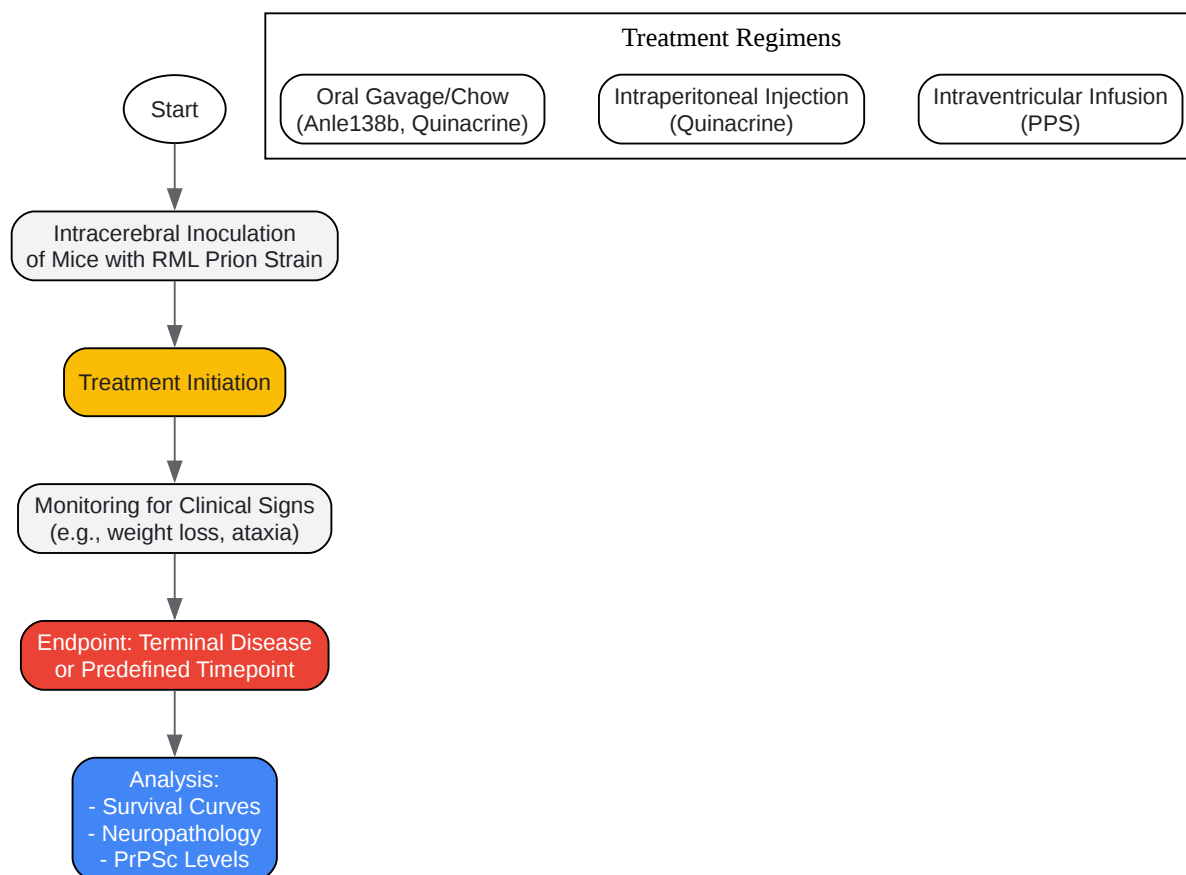 Treatment Regimens
Start
Oral Gavage/Chow
(Anle138b, Quinacrine)
Intraperitoneal Injection
(Quinacrine)
Intraventricular Infusion
(PPS)
Intracerebral Inoculation
of Mice with RML Prion Strain
Treatment Initiation
Monitoring for Clinical Signs
(e.g., weight loss, ataxia)
Endpoint: Terminal Disease
or Predefined Timepoint
Analysis:
- Survival Curves
- Neuropathology
- PrPSc Levels